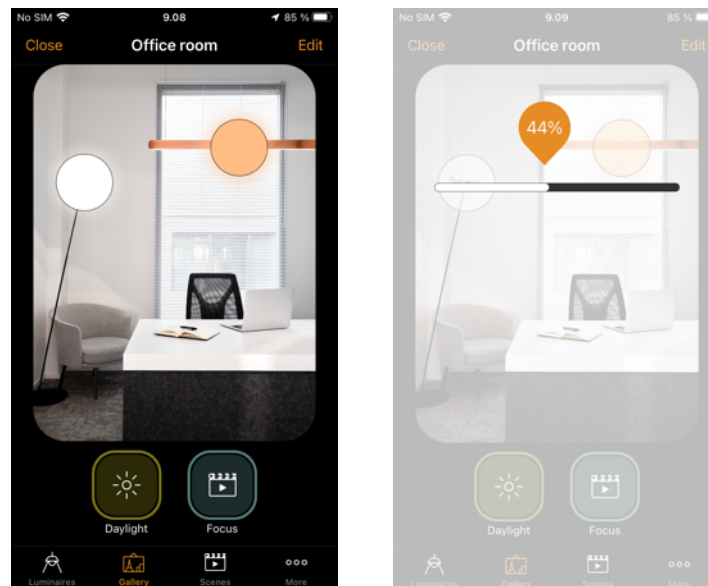 No SIM 9.08 85 %
Close Office room Edit
Daylight Focus
Luminaires Gallery Scenes More
No SIM 9.09 85 %
Close Office room Edit
44%
Daylight Focus
Luminaires Gallery Scenes More